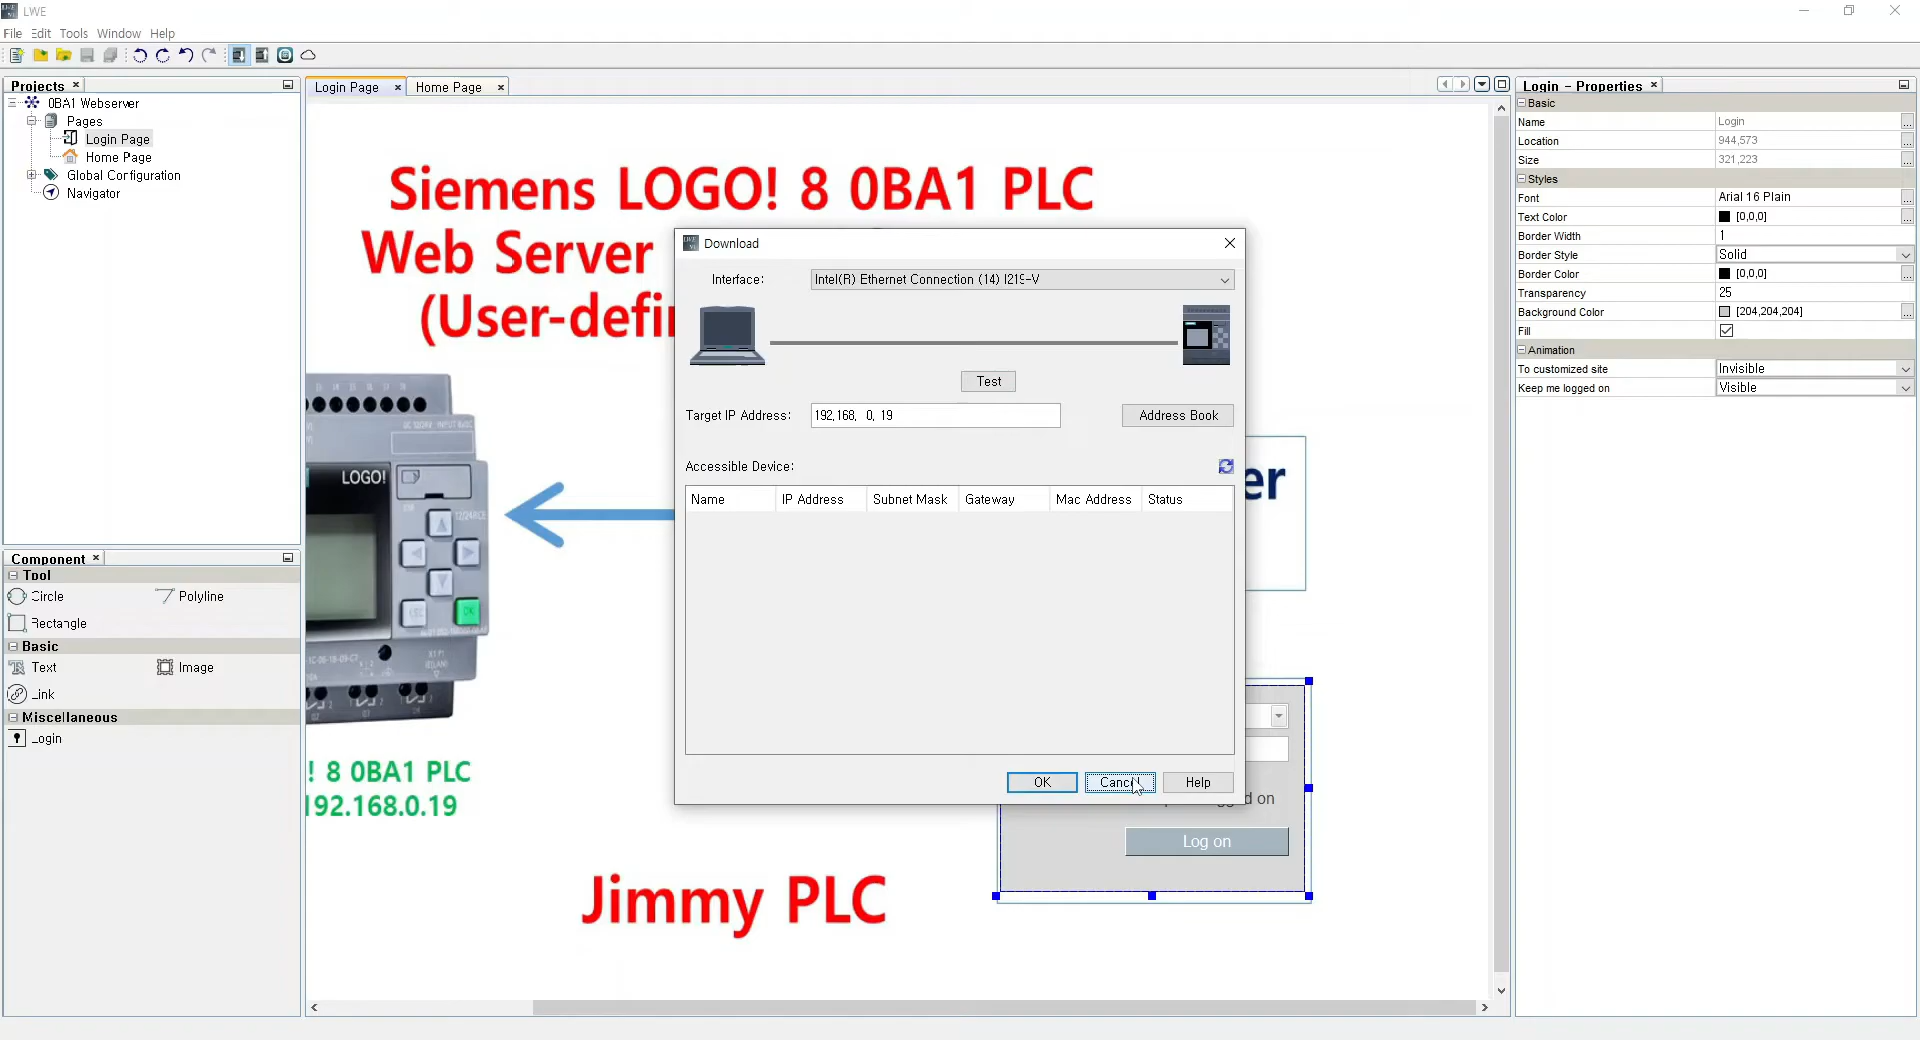 LWE
File Edit Tools Window Help
Projects
0BA1 Webserver
Pages
Login Page
Home Page
Global Configuration
Navigator
Component
Tool
Circle
Polyline
Rectangle
Basic
Text
Image
Link
Miscellaneous
Login
Login Page
Home Page
Siemens LOGO! 8 0BA1 PLC
Web Server
(User-defi
LOGO!
ESC
OK
! 8 0BA1 PLC
192.168.0.19
er
Jimmy PLC
Log on
d on
Download
Interface:
Intel(R) Ethernet Connection (14) I219-V
Test
Target IP Address:
192.168. 0. 19
Address Book
Accessible Device:
Name IP Address Subnet Mask Gateway Mac Address Status
OK
Cancel
Help
Login - Properties
Basic
Name Login
Location 944,573
Size 321,223
Styles
Font Arial 16 Plain
Text Color [0,0,0]
Border Width 1
Border Style Solid
Border Color [0,0,0]
Transparency 25
Background Color [204,204,204]
Fill
Animation
To customized site Invisible
Keep me logged on Visible